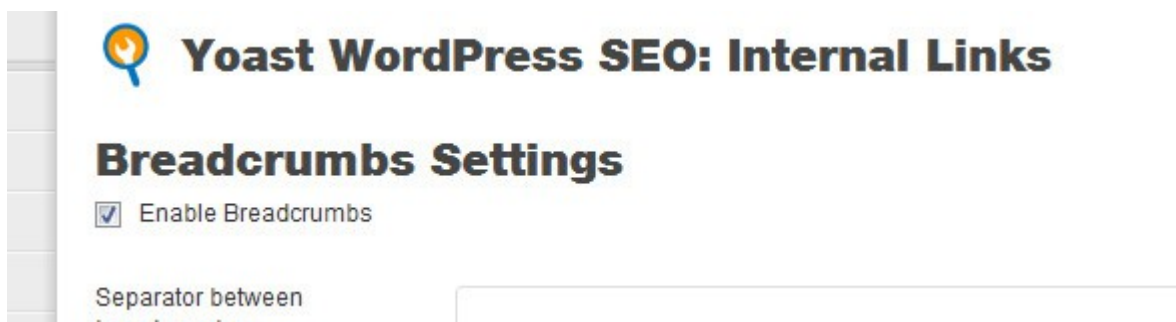 Yoast WordPress SEO: Internal Links
Breadcrumbs Settings
Enable Breadcrumbs
Separator between